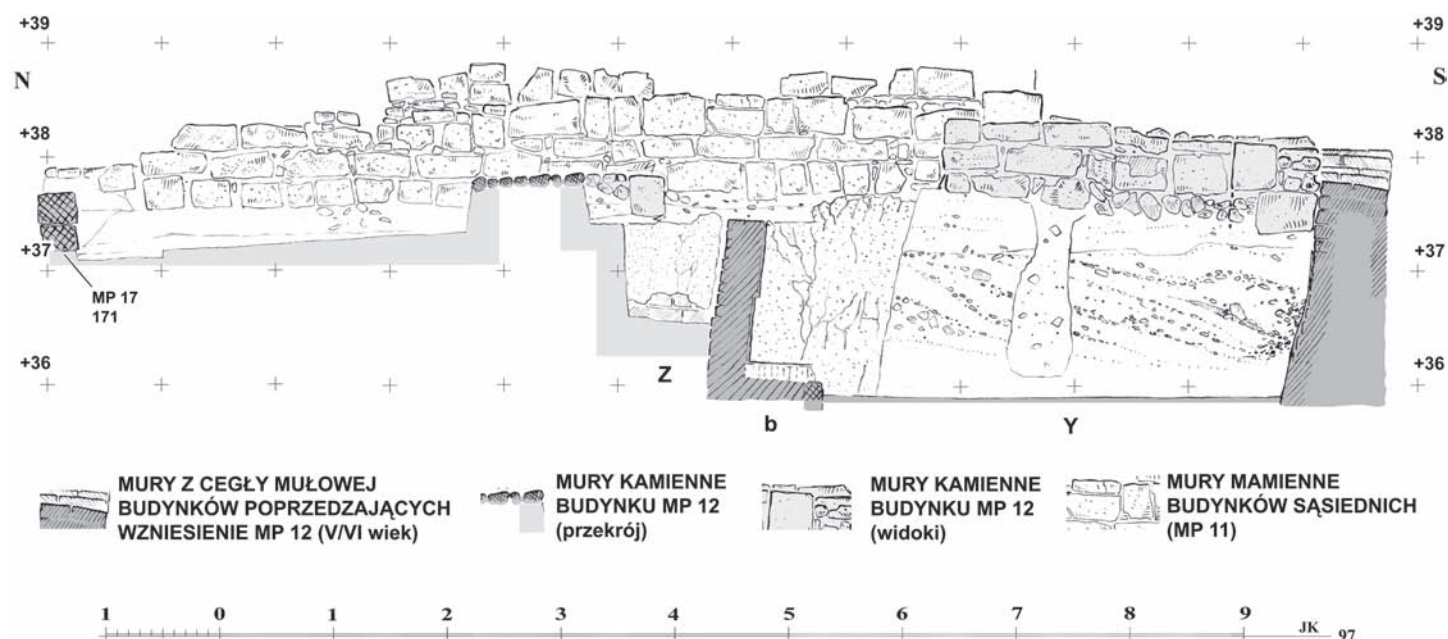 +39 +39
N S
+38 +38
+37 +37
MP 17
171
+36 +36
Z
b Y
MURY Z CEGŁY MUŁOWEJ
BUDYNKÓW POPRZEDZAJĄCYCH
WZNIESIENIE MP 12 (V/VI wiek)
MURY KAMIENNE
BUDYNKU MP 12
(przekrój)
MURY KAMIENNE
BUDYNKU MP 12
(widoki)
MURY MAMIENNE
BUDYNKÓW SĄSIEDNICH
(MP 11)
1 0 1 2 3 4 5 6 7 8 9 JK 97